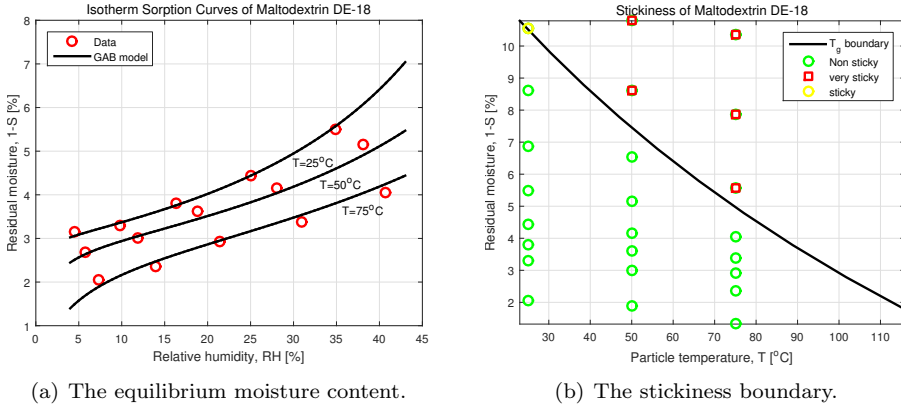 Isotherm Sorption Curves of Maltodextrin DE-18
Data
GAB model
T=25°C
T=50°C
T=75°C
Residual moisture, 1-S [%]
8
7
6
5
4
3
2
1
0 5 10 15 20 25 30 35 40 45
Relative humidity, RH [%]
(a) The equilibrium moisture content.
Stickiness of Maltodextrin DE-18
T_g boundary
Non sticky
very sticky
sticky
Residual moisture, 1-S [%]
10
9
8
7
6
5
4
3
2
30 40 50 60 70 80 90 100 110
Particle temperature, T [°C]
(b) The stickiness boundary.